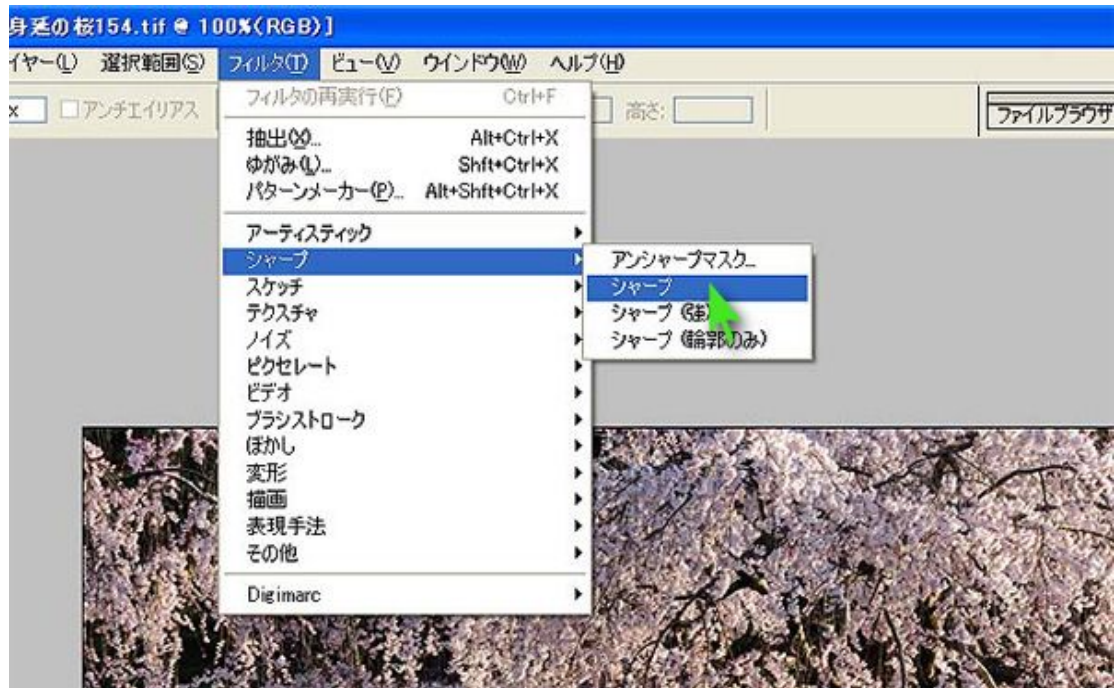 身延の桜154.tif @ 100%(RGB)]
イヤー(L) 選択範囲(S) フィルタ(T) ビュー(V) ウインドウ(W) ヘルプ(H)
x アンチエイリアス 高さ: ファイルブラウザ
フィルタの再実行(F) Ctrl+F
抽出(X)... Alt+Ctrl+X
ゆがみ(L)... Shft+Ctrl+X
パターンメーカー(P)... Alt+Shft+Ctrl+X
アーティスティック
シャープ
スケッチ
テクスチャ
ノイズ
ピクセレート
ビデオ
ブラシストローク
ぼかし
変形
描画
表現手法
その他
Digimarc
アンシャープマスク...
シャープ
シャープ (強)
シャープ (輪郭のみ)